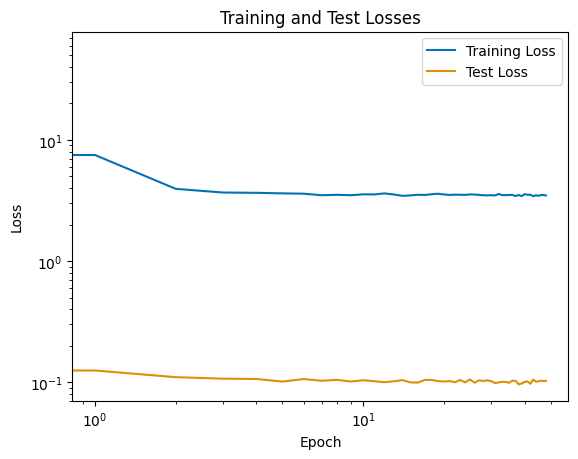 Training and Test Losses
Training Loss
Test Loss
10¹
10⁰
10⁻¹
Loss
10⁰
10¹
Epoch